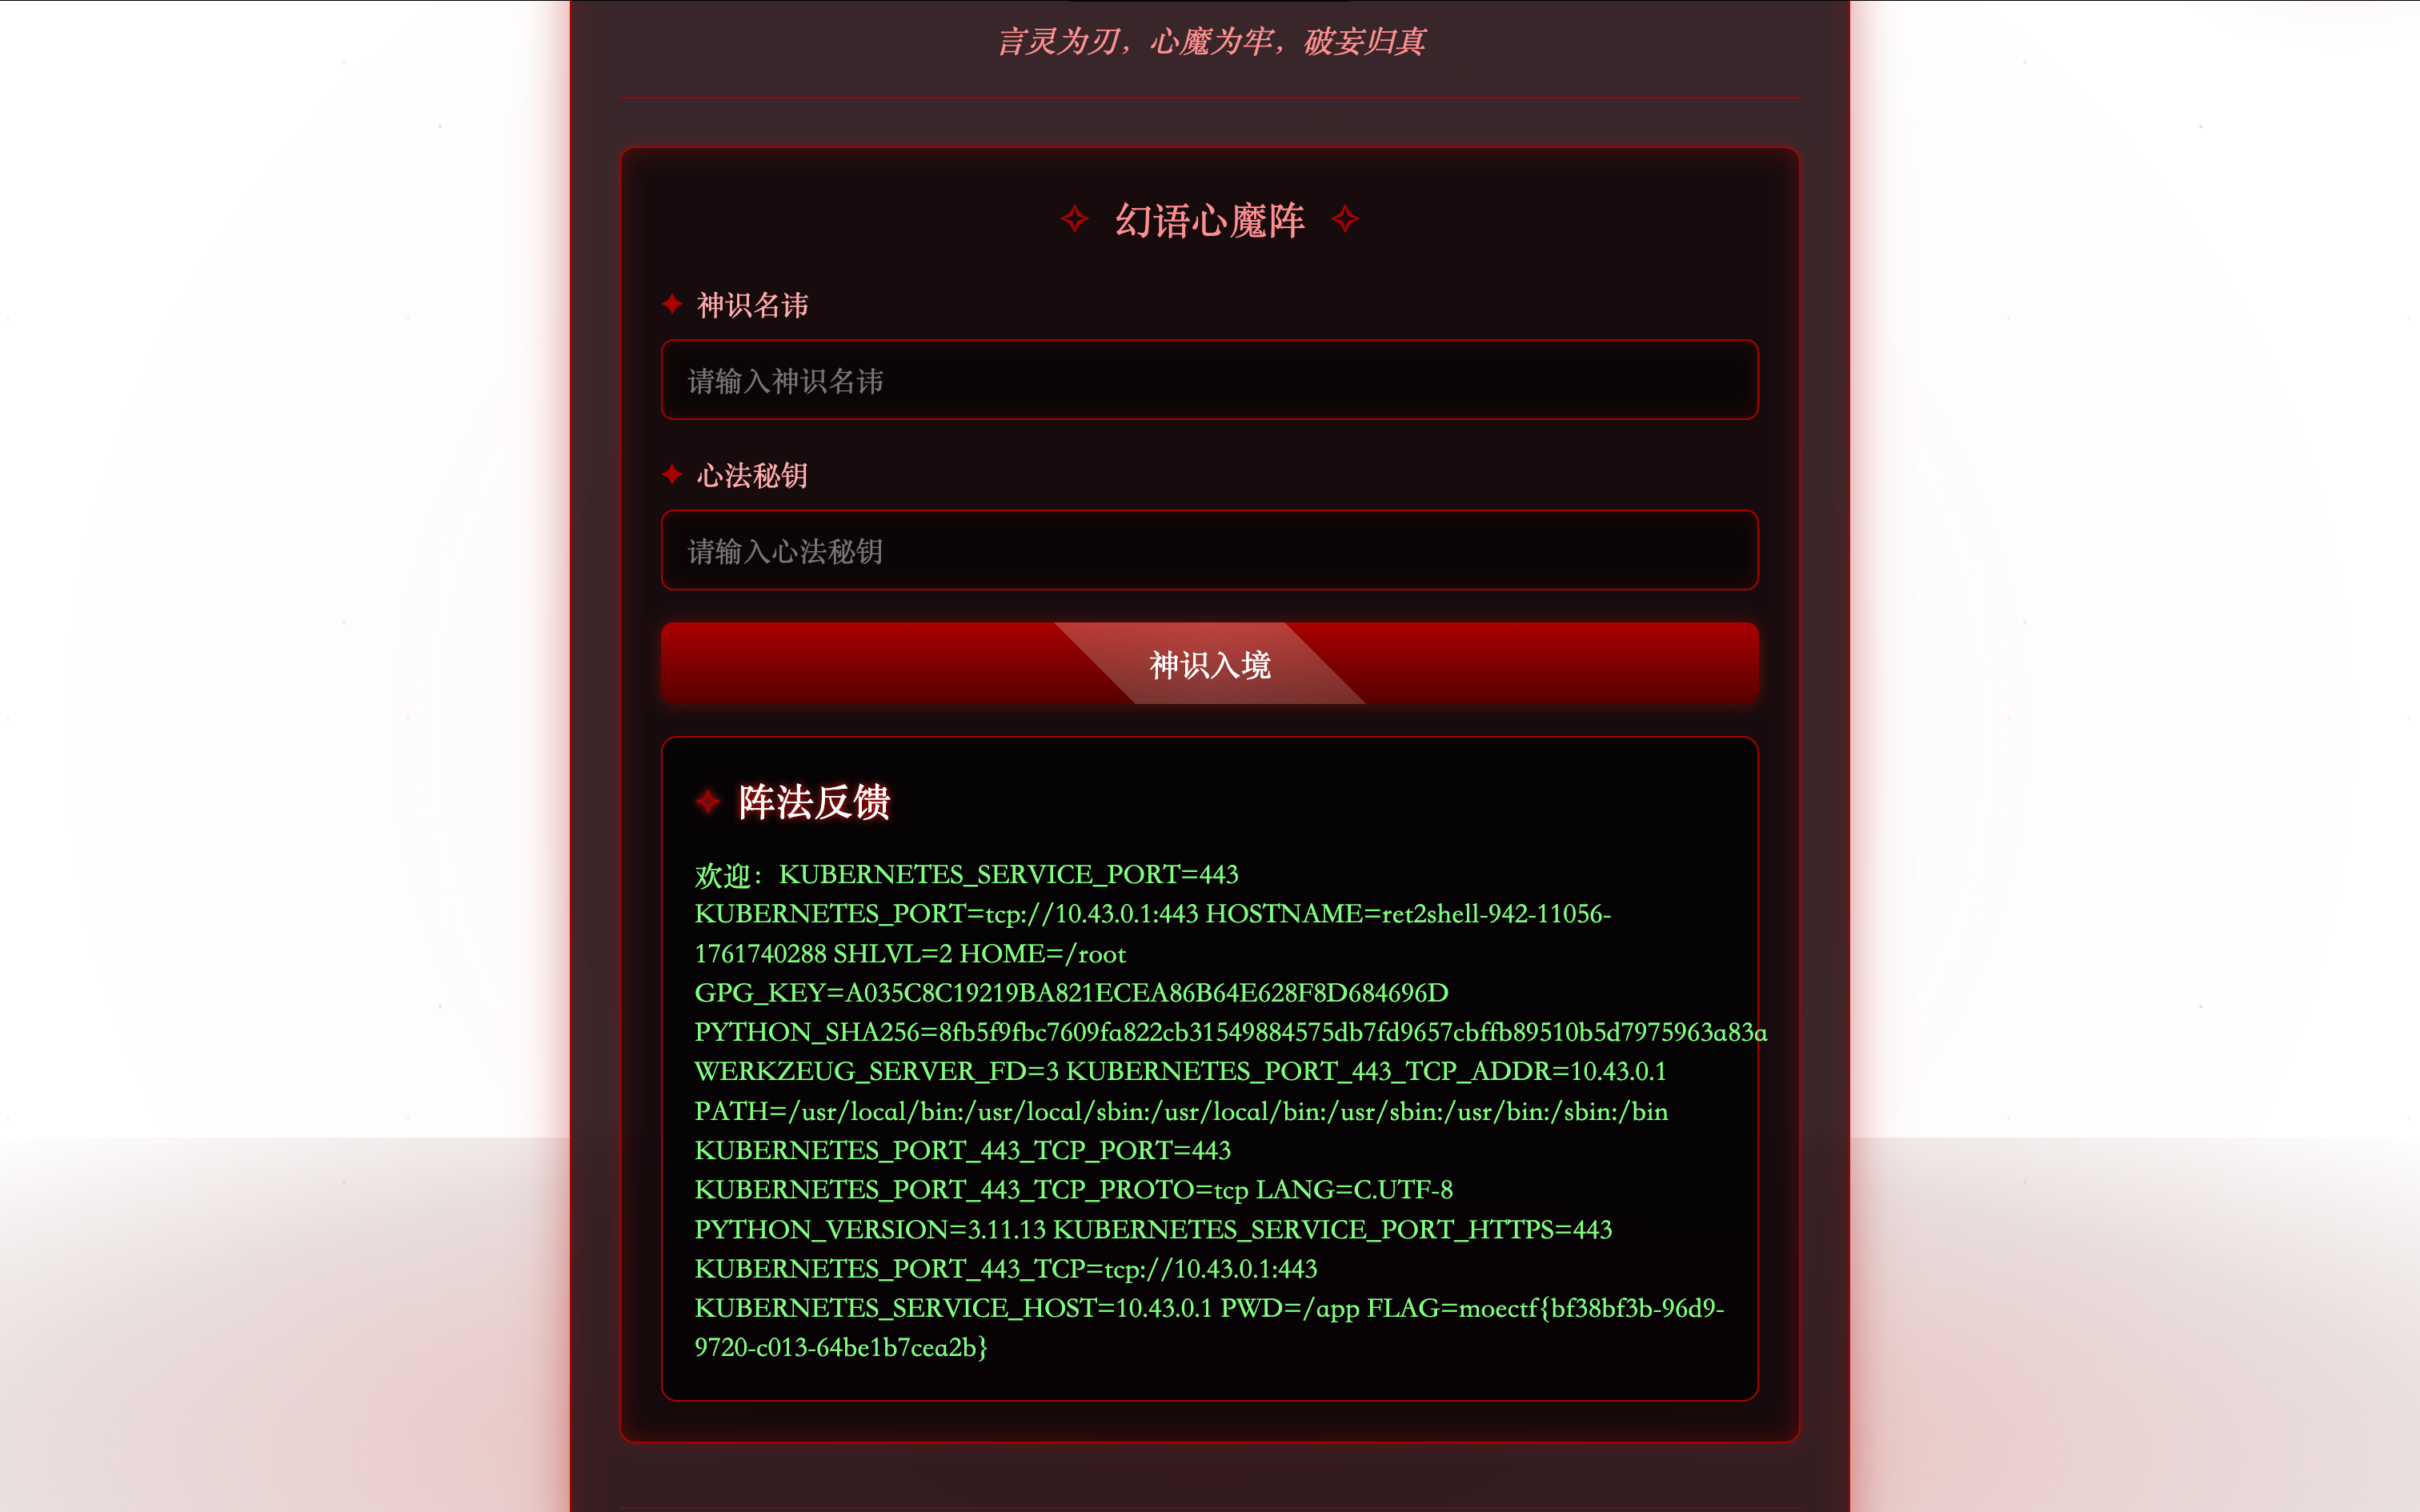 言灵为刃，心魔为牢，破妄归真
幻语心魔阵
神识名讳
请输入神识名讳
心法秘钥
请输入心法秘钥
神识入境
阵法反馈
欢迎：KUBERNETES_SERVICE_PORT=443
KUBERNETES_PORT=tcp://10.43.0.1:443 HOSTNAME=ret2shell-942-11056-
1761740288 SHLVL=2 HOME=/root
GPG_KEY=A035C8C19219BA821ECEA86B64E628F8D684696D
PYTHON_SHA256=8fb5f9fbc7609fa822cb31549884575db7fd9657cbffb89510b5d7975963a83a
WERKZEUG_SERVER_FD=3 KUBERNETES_PORT_443_TCP_ADDR=10.43.0.1
PATH=/usr/local/bin:/usr/local/sbin:/usr/local/bin:/usr/sbin:/usr/bin:/sbin:/bin
KUBERNETES_PORT_443_TCP_PORT=443
KUBERNETES_PORT_443_TCP_PROTO=tcp LANG=C.UTF-8
PYTHON_VERSION=3.11.13 KUBERNETES_SERVICE_PORT_HTTPS=443
KUBERNETES_PORT_443_TCP=tcp://10.43.0.1:443
KUBERNETES_SERVICE_HOST=10.43.0.1 PWD=/app FLAG=moectf{bf38bf3b-96d9-
9720-c013-64be1b7cea2b}